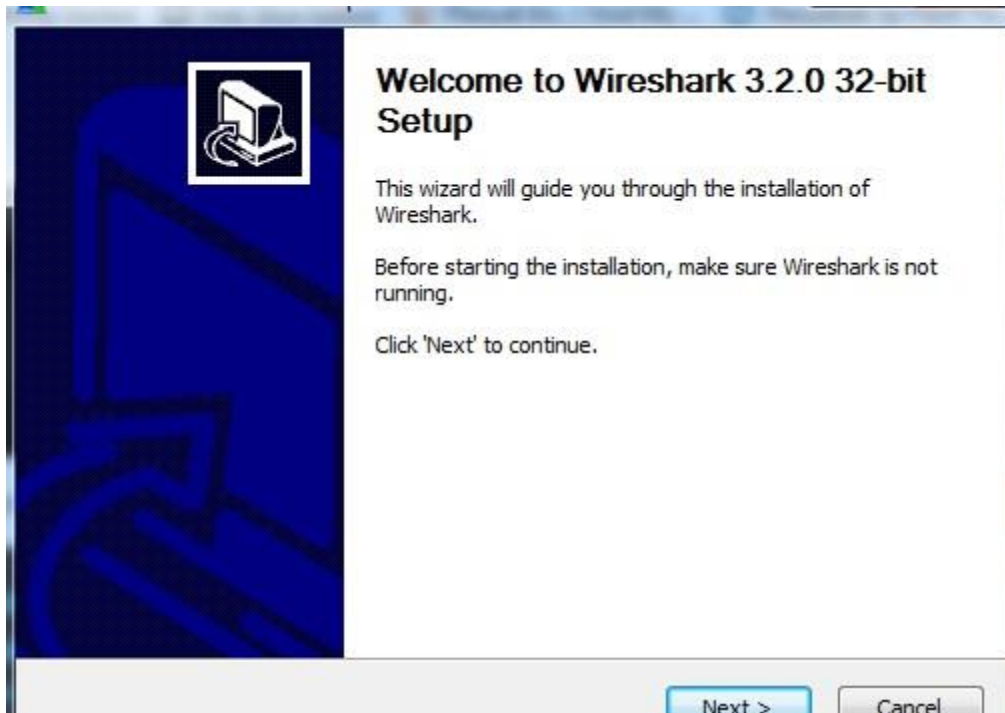 Welcome to Wireshark 3.2.0 32-bit
Setup
This wizard will guide you through the installation of
Wireshark.
Before starting the installation, make sure Wireshark is not
running.
Click 'Next' to continue.
Next >
Cancel